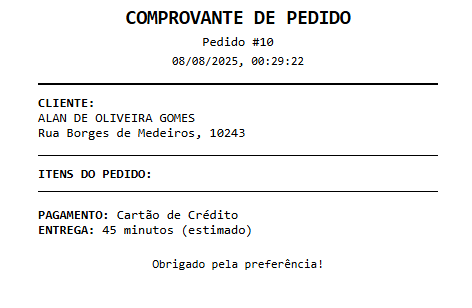 COMPROVANTE DE PEDIDO
Pedido #10
08/08/2025, 00:29:22
CLIENTE:
ALAN DE OLIVEIRA GOMES
Rua Borges de Medeiros, 10243
ITENS DO PEDIDO:
PAGAMENTO: Cartão de Crédito
ENTREGA: 45 minutos (estimado)
Obrigado pela preferência!